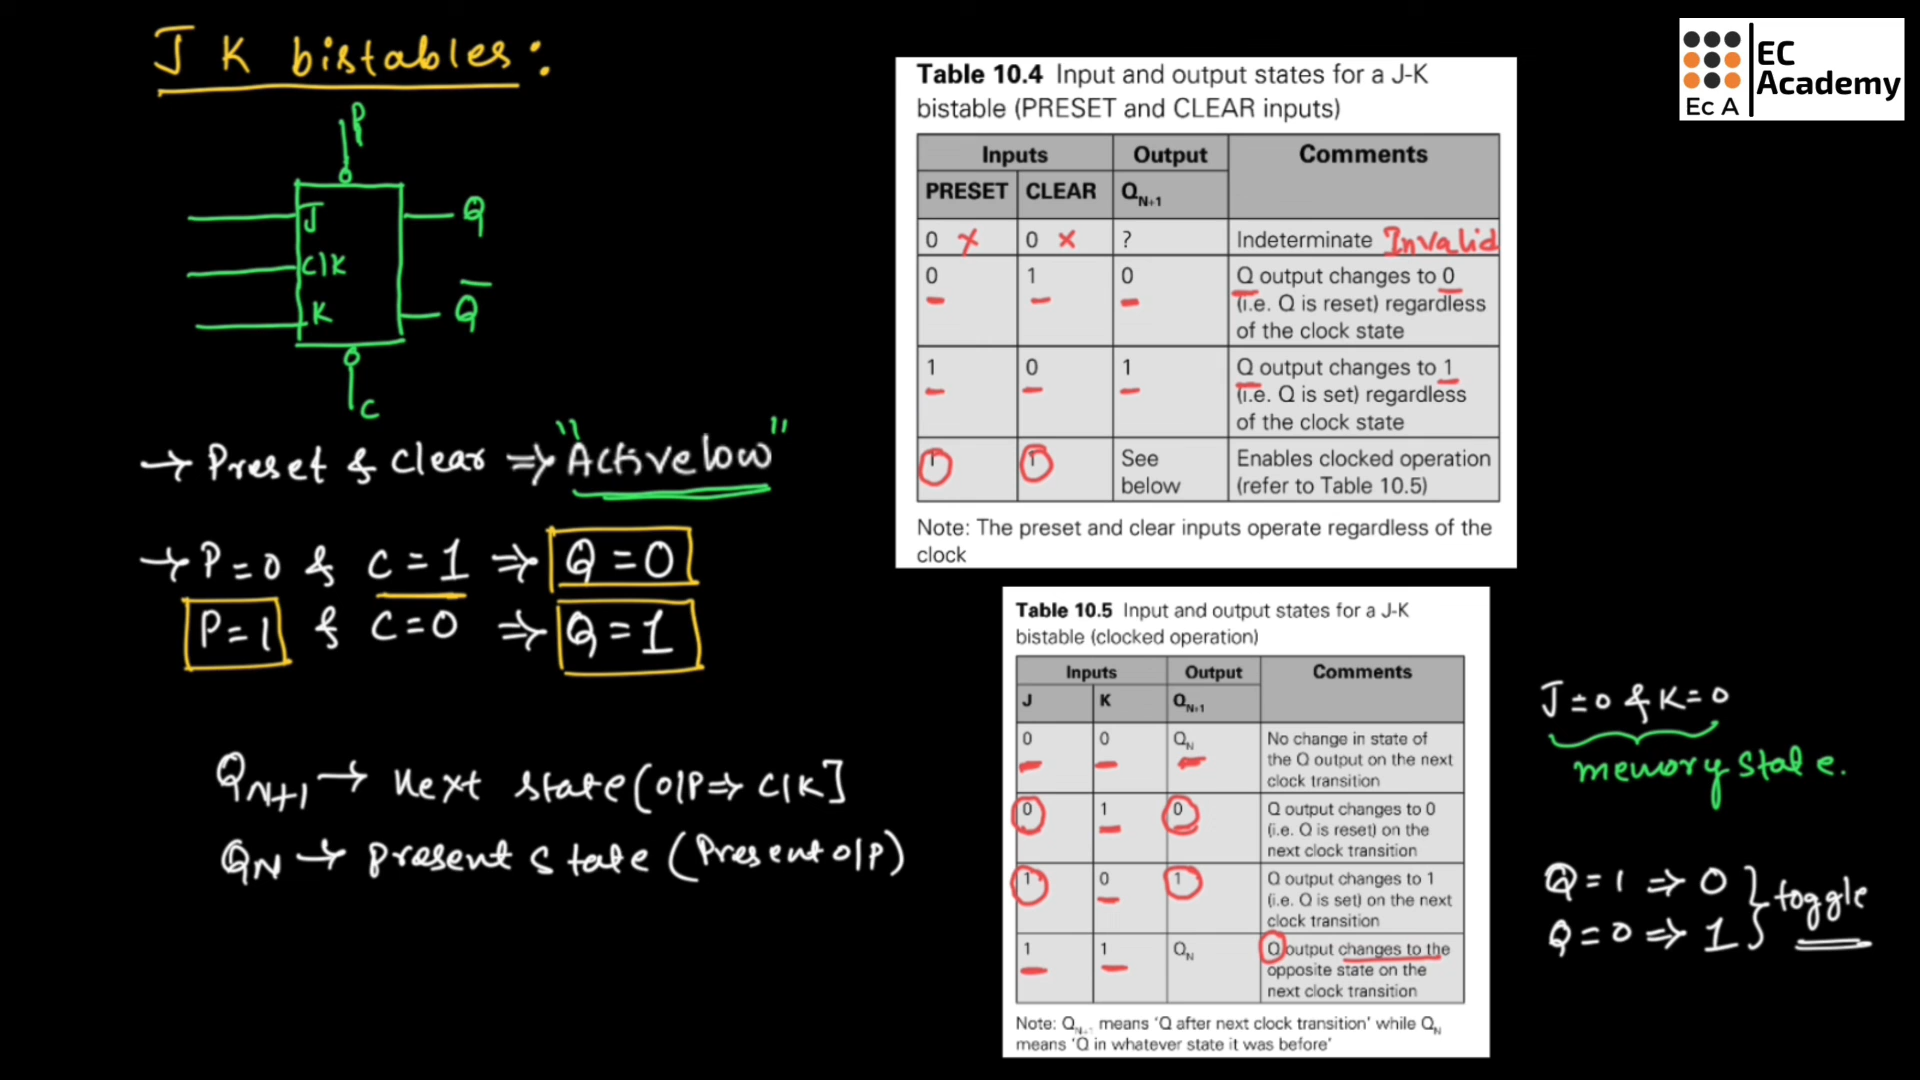 J K bistables:
P
J
Q
Clk
K
Q̅
C
→ Preset & clear ⇒ "Active low"
→ P=0 & C=1 ⇒ Q=0
P=1 & C=0 ⇒ Q=1
QN+1 → next state (o/P ⇒ CLK]
QN → present state (Present o/P)
EC Academy
Ec A
Table 10.4 Input and output states for a J-K
bistable (PRESET and CLEAR inputs)
Inputs Output Comments
PRESET CLEAR QN+1
0 X 0 X ? Indeterminate Invalid
0 1 0 Q output changes to 0
(i.e. Q is reset) regardless
of the clock state
1 0 1 Q output changes to 1
(i.e. Q is set) regardless
of the clock state
1 1 See Enables clocked operation
below (refer to Table 10.5)
Note: The preset and clear inputs operate regardless of the
clock
Table 10.5 Input and output states for a J-K
bistable (clocked operation)
Inputs Output Comments
J K QN+1
0 0 QN No change in state of
the Q output on the next
clock transition
0 1 0 Q output changes to 0
(i.e. Q is reset) on the
next clock transition
1 0 1 Q output changes to 1
(i.e. Q is set) on the next
clock transition
1 1 QN Q output changes to the
opposite state on the
next clock transition
Note: QN+1 means ‘Q after next clock transition’ while QN
means ‘Q in whatever state it was before’
J=0 & K=0
memory state.
Q=1 ⇒ 0
Q=0 ⇒ 1
toggle